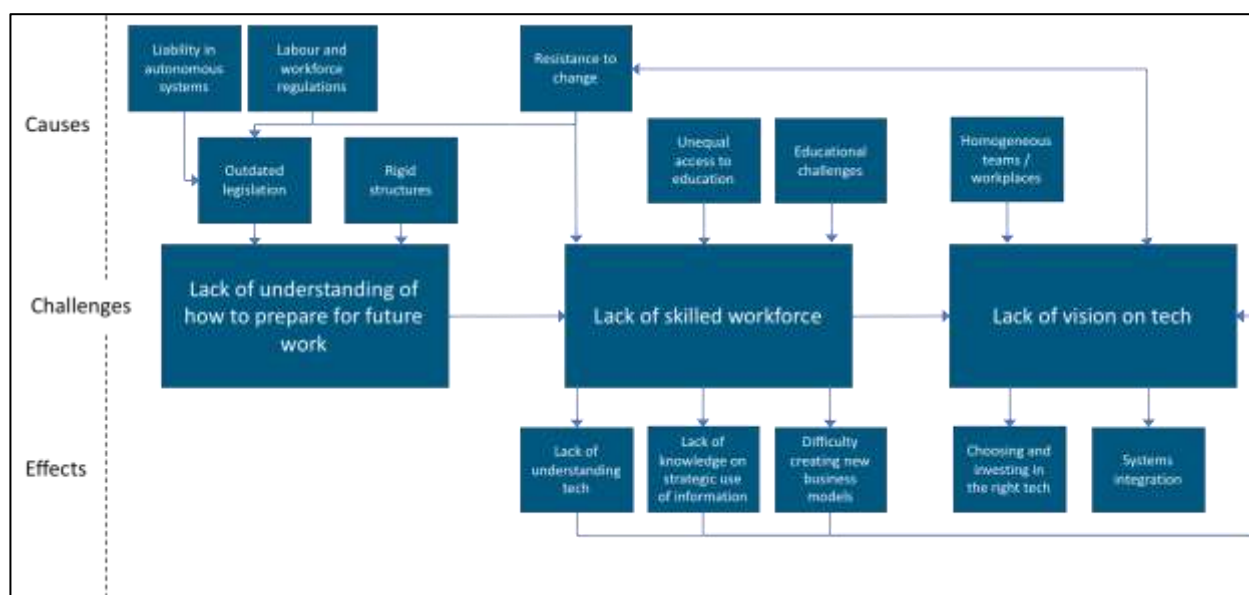 Liability in
autonomous
systems
Labour and
workforce
regulations
Resistance to
change
Causes
Outdated
legislation
Rigid
structures
Unequal
access to
education
Educational
challenges
Homogeneous
teams /
workplaces
Challenges
Lack of understanding of
how to prepare for future
work
Lack of skilled workforce
Lack of vision on tech
Effects
Lack of
understanding
tech
Lack of
knowledge on
strategic use
of information
Difficulty
creating new
business
models
Choosing and
investing in
the right tech
Systems
integration